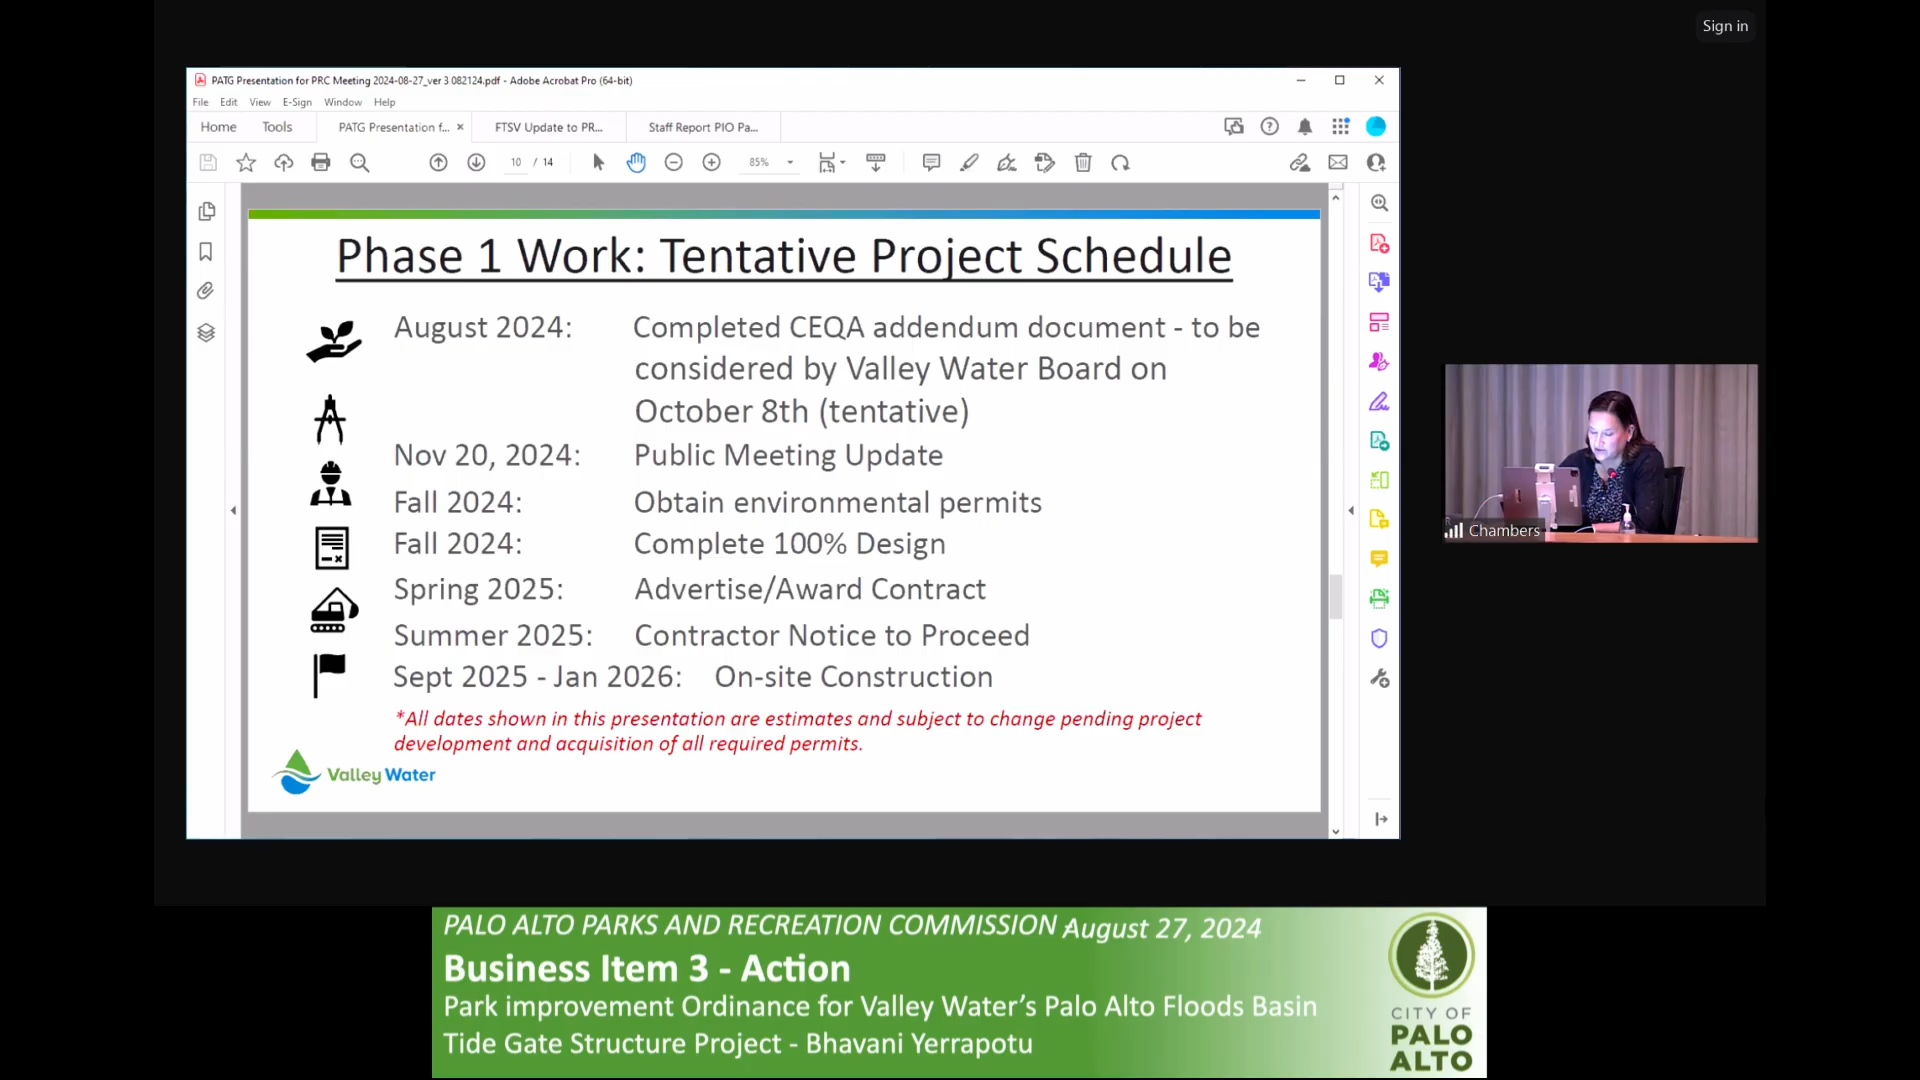 Sign in
PATG Presentation for PRC Meeting 2024-08-27_ver 3 082124.pdf - Adobe Acrobat Pro (64-bit)
File Edit View E-Sign Window Help
Home Tools PATG Presentation f... × FTSV Update to PR... Staff Report PIO Pa...
10 / 14 85%
Phase 1 Work: Tentative Project Schedule
August 2024: Completed CEQA addendum document - to be
considered by Valley Water Board on
October 8th (tentative)
Nov 20, 2024: Public Meeting Update
Fall 2024: Obtain environmental permits
Fall 2024: Complete 100% Design
Spring 2025: Advertise/Award Contract
Summer 2025: Contractor Notice to Proceed
Sept 2025 - Jan 2026: On-site Construction
*All dates shown in this presentation are estimates and subject to change pending project
development and acquisition of all required permits.
Valley Water
Chambers
PALO ALTO PARKS AND RECREATION COMMISSION August 27, 2024
Business Item 3 - Action
Park improvement Ordinance for Valley Water’s Palo Alto Floods Basin
Tide Gate Structure Project - Bhavani Yerrapotu
CITY OF
PALO
ALTO